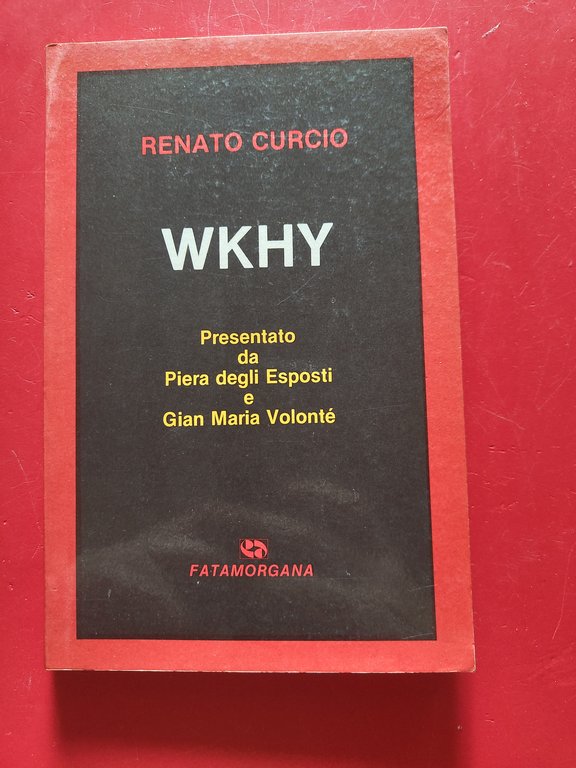 RENATO CURCIO
WKHY
Presentato
da
Piera degli Esposti
e
Gian Maria Volonté
FATAMORGANA